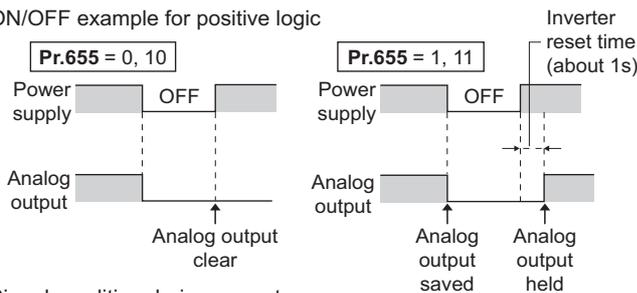 ON/OFF example for positive logic
Pr.655 = 0, 10
Power
supply
OFF
Analog
output
Analog output
clear
Pr.655 = 1, 11
Inverter
reset time
(about 1s)
Power
supply
OFF
Analog
output
Analog
output
saved
Analog
output
held